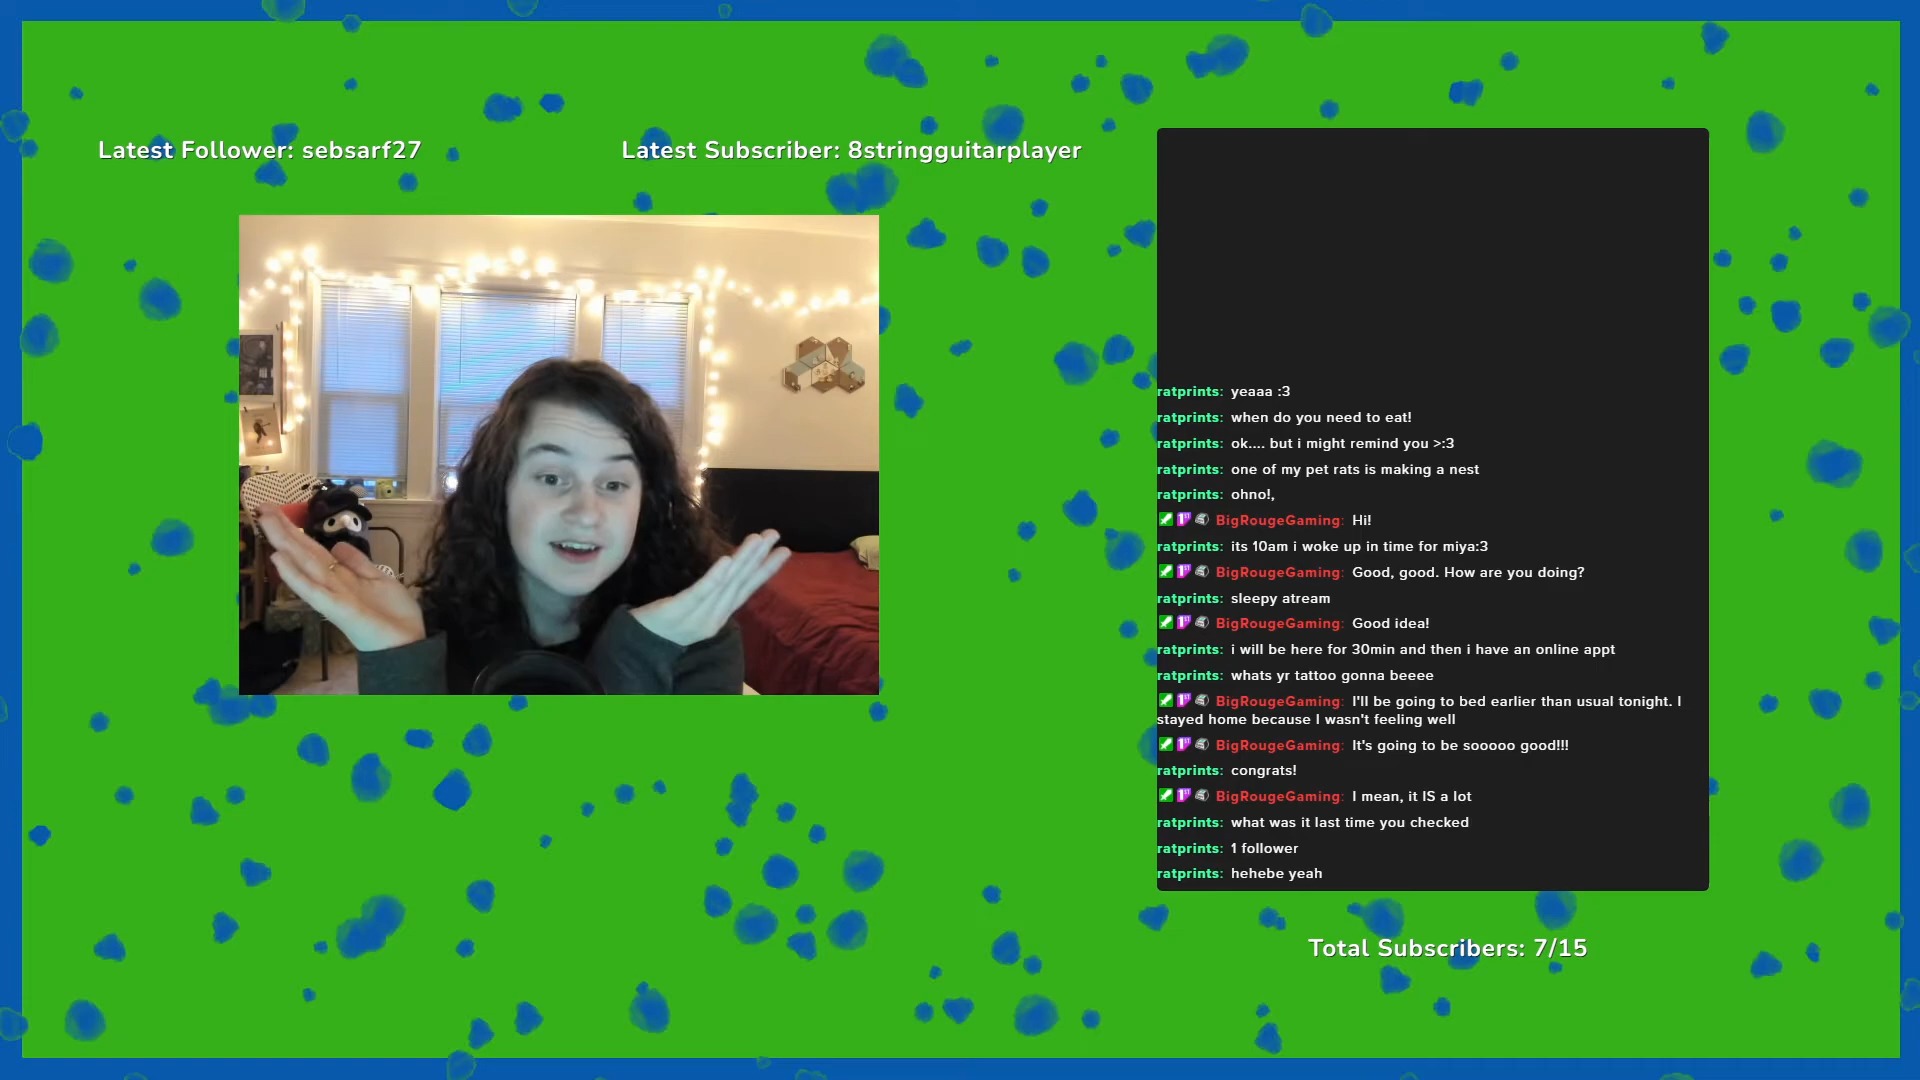 Latest Follower: sebsarf27
Latest Subscriber: 8stringguitarplayer
ratprints: yeaaa :3
ratprints: when do you need to eat!
ratprints: ok.... but i might remind you >:3
ratprints: one of my pet rats is making a nest
ratprints: ohno!,
BigRougeGaming: Hi!
ratprints: its 10am i woke up in time for miya:3
BigRougeGaming: Good, good. How are you doing?
ratprints: sleepy atream
BigRougeGaming: Good idea!
ratprints: i will be here for 30min and then i have an online appt
ratprints: whats yr tattoo gonna beeee
BigRougeGaming: I'll be going to bed earlier than usual tonight. I
stayed home because I wasn't feeling well
BigRougeGaming: It's going to be sooooo good!!!
ratprints: congrats!
BigRougeGaming: I mean, it IS a lot
ratprints: what was it last time you checked
ratprints: 1 follower
ratprints: hehebe yeah
Total Subscribers: 7/15